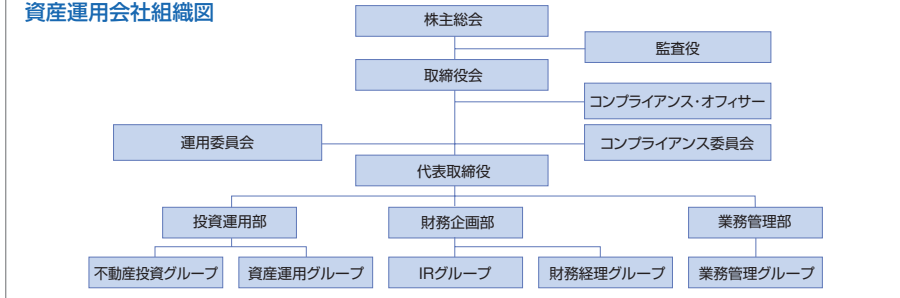 資産運用会社組織図
株主総会
監査役
取締役会
コンプライアンス・オフィサー
運用委員会
コンプライアンス委員会
代表取締役
投資運用部
財務企画部
業務管理部
不動産投資グループ
資産運用グループ
IRグループ
財務経理グループ
業務管理グループ